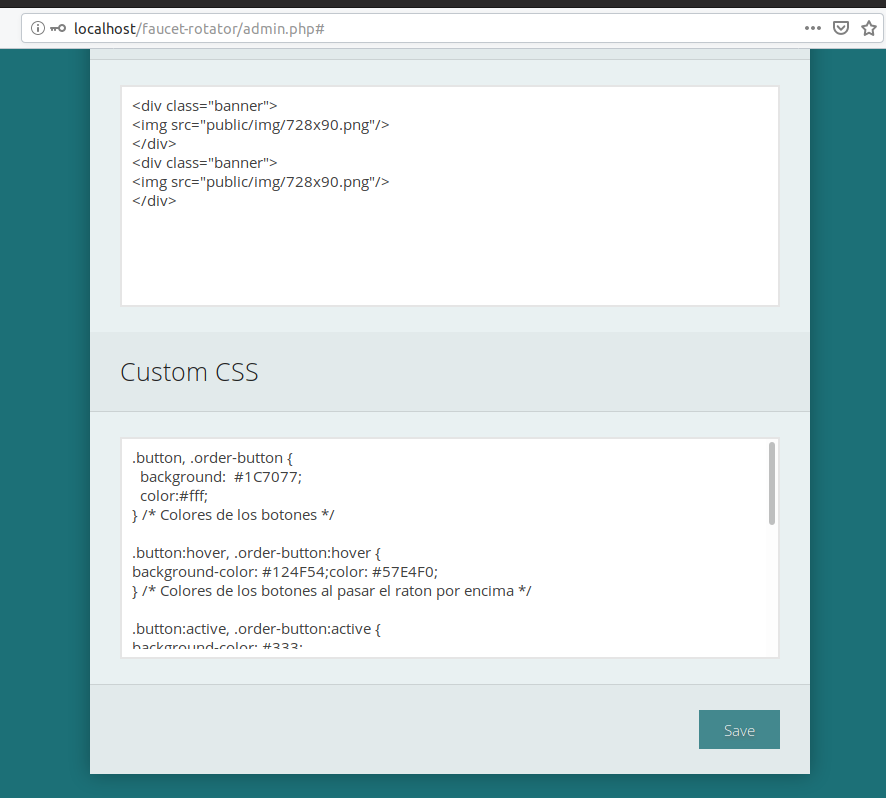 localhost/faucet-rotator/admin.php#
<div class="banner">
<img src="public/img/728x90.png"/>
</div>
<div class="banner">
<img src="public/img/728x90.png"/>
</div>
Custom CSS
.button, .order-button {
  background:  #1C7077;
  color:#fff;
} /* Colores de los botones */
.button:hover, .order-button:hover {
background-color: #124F54;color: #57E4F0;
} /* Colores de los botones al pasar el raton por encima */
.button:active, .order-button:active {
background-color: #333;
Save